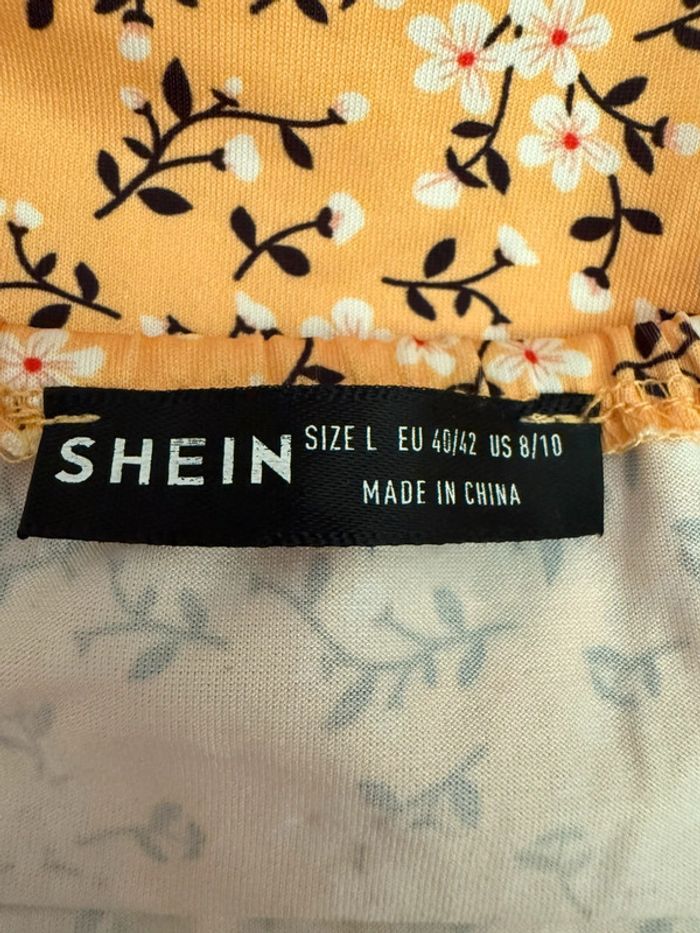 SHEIN
SIZE L EU 40/42 US 8/10
MADE IN CHINA